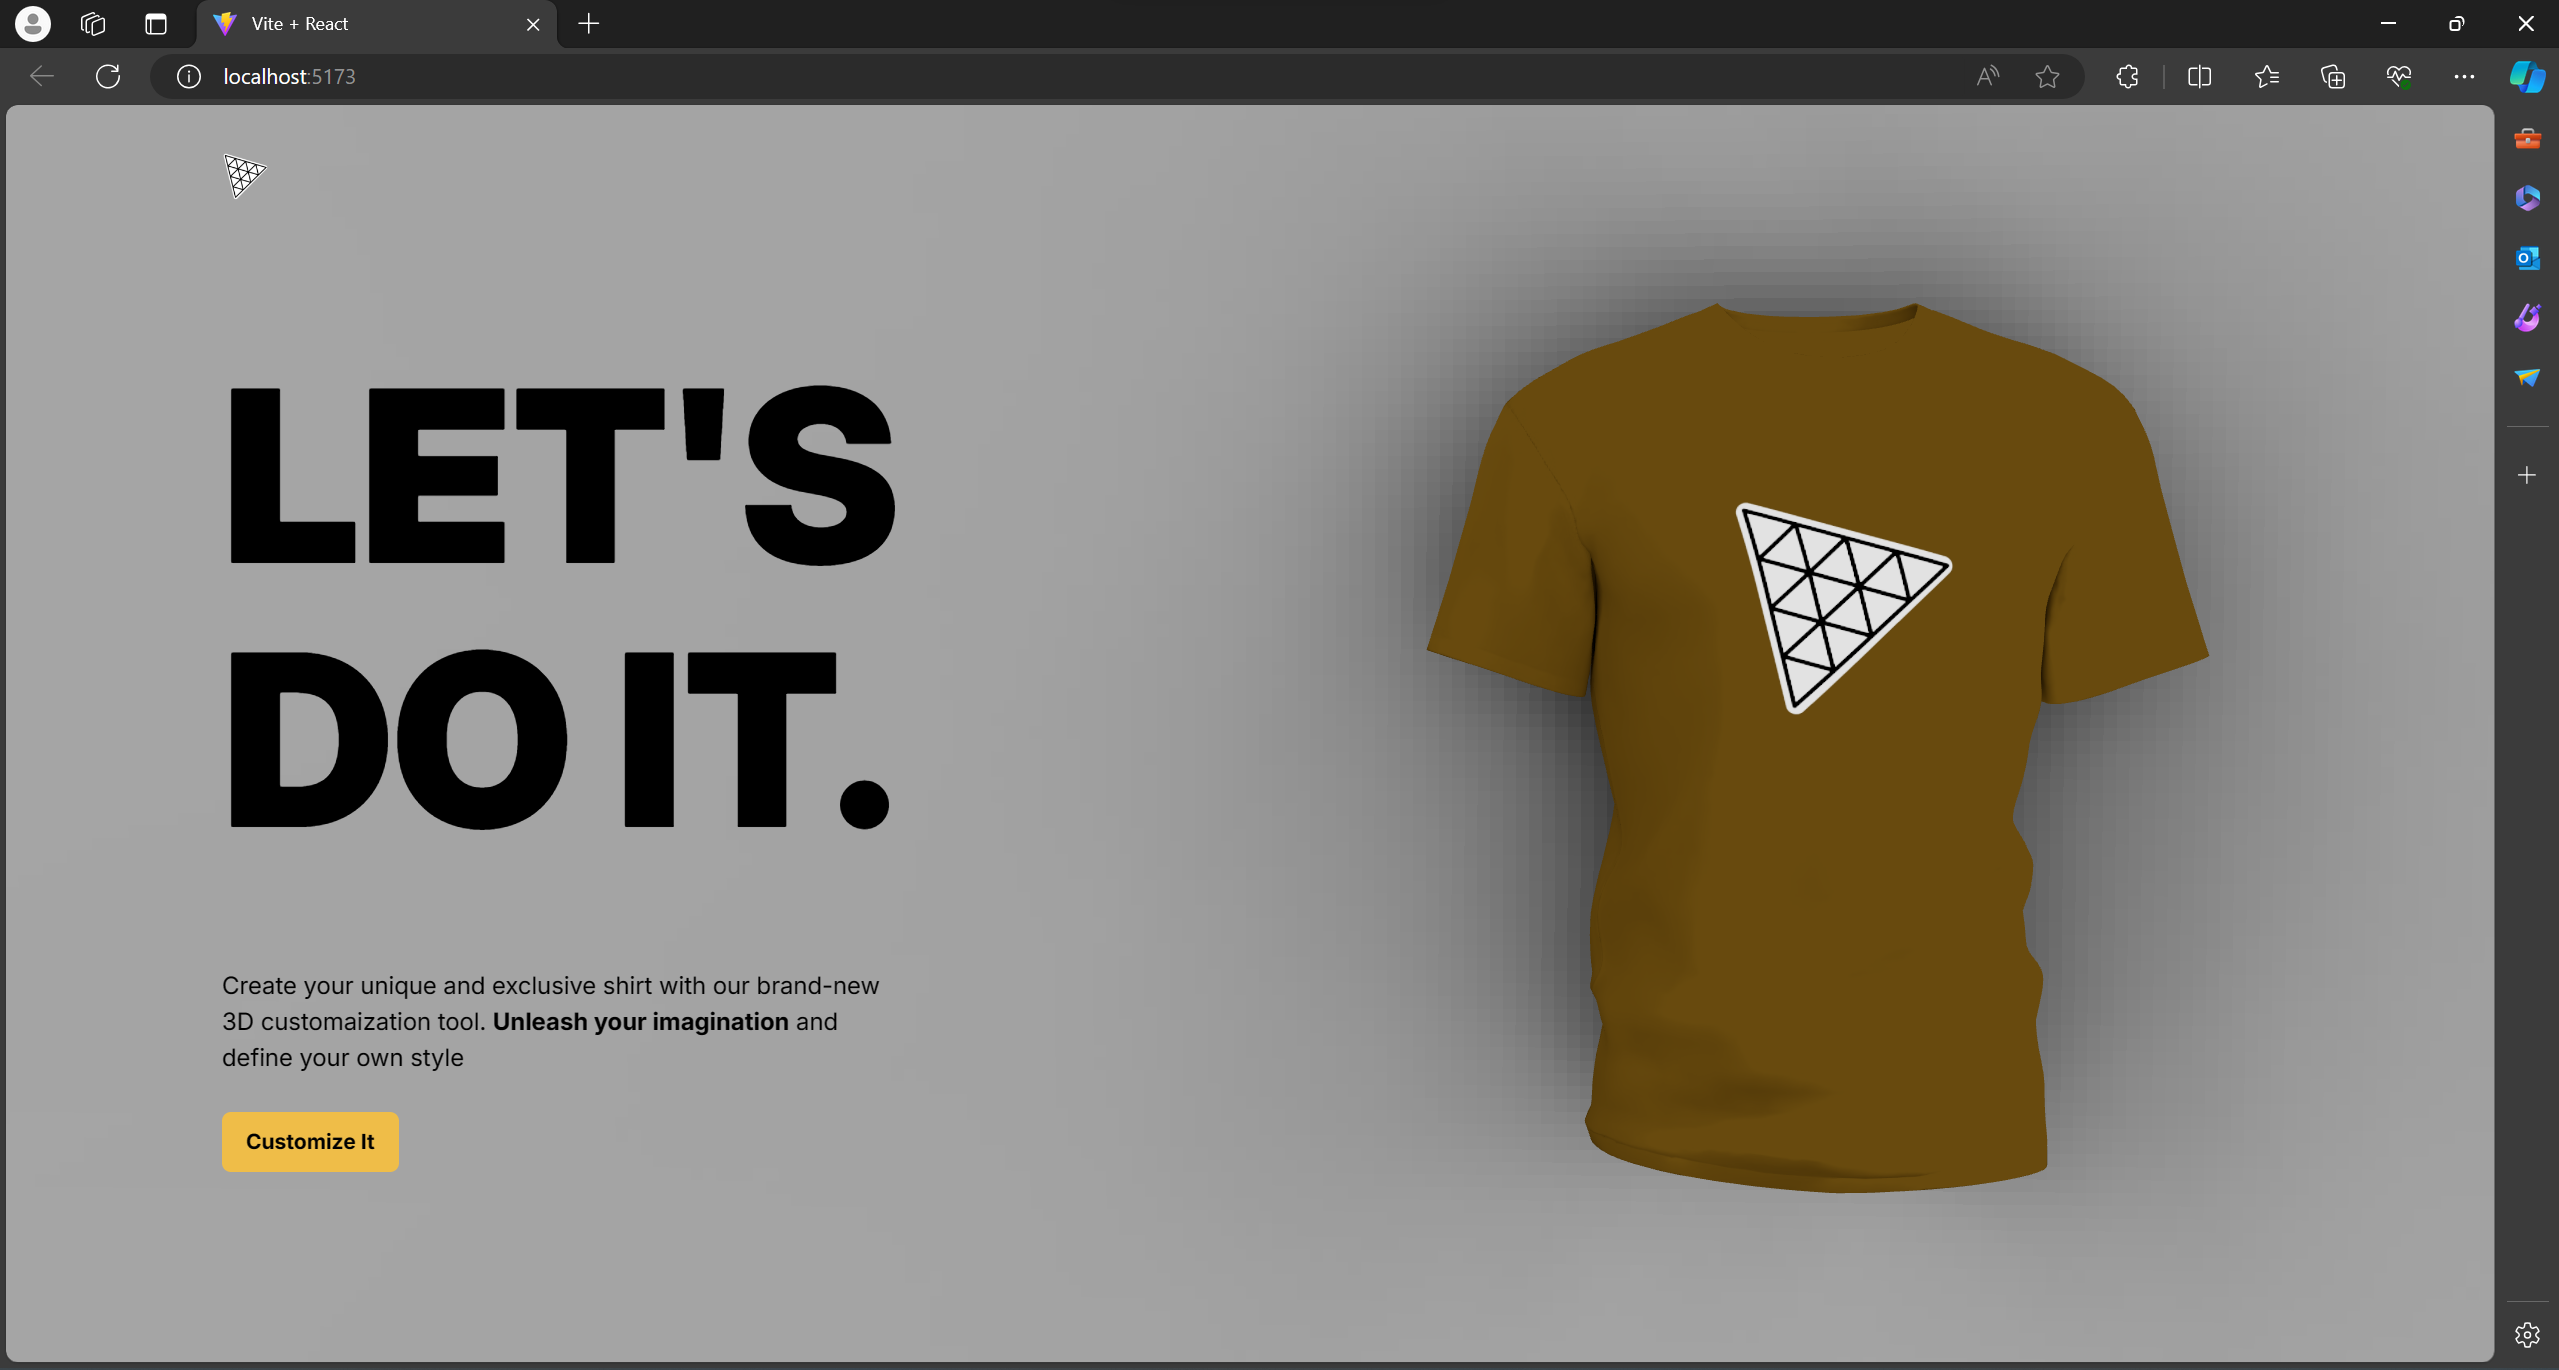 Vite + React
localhost:5173
LET'S
DO IT.
Create your unique and exclusive shirt with our brand-new
3D customaization tool. Unleash your imagination and
define your own style
Customize It